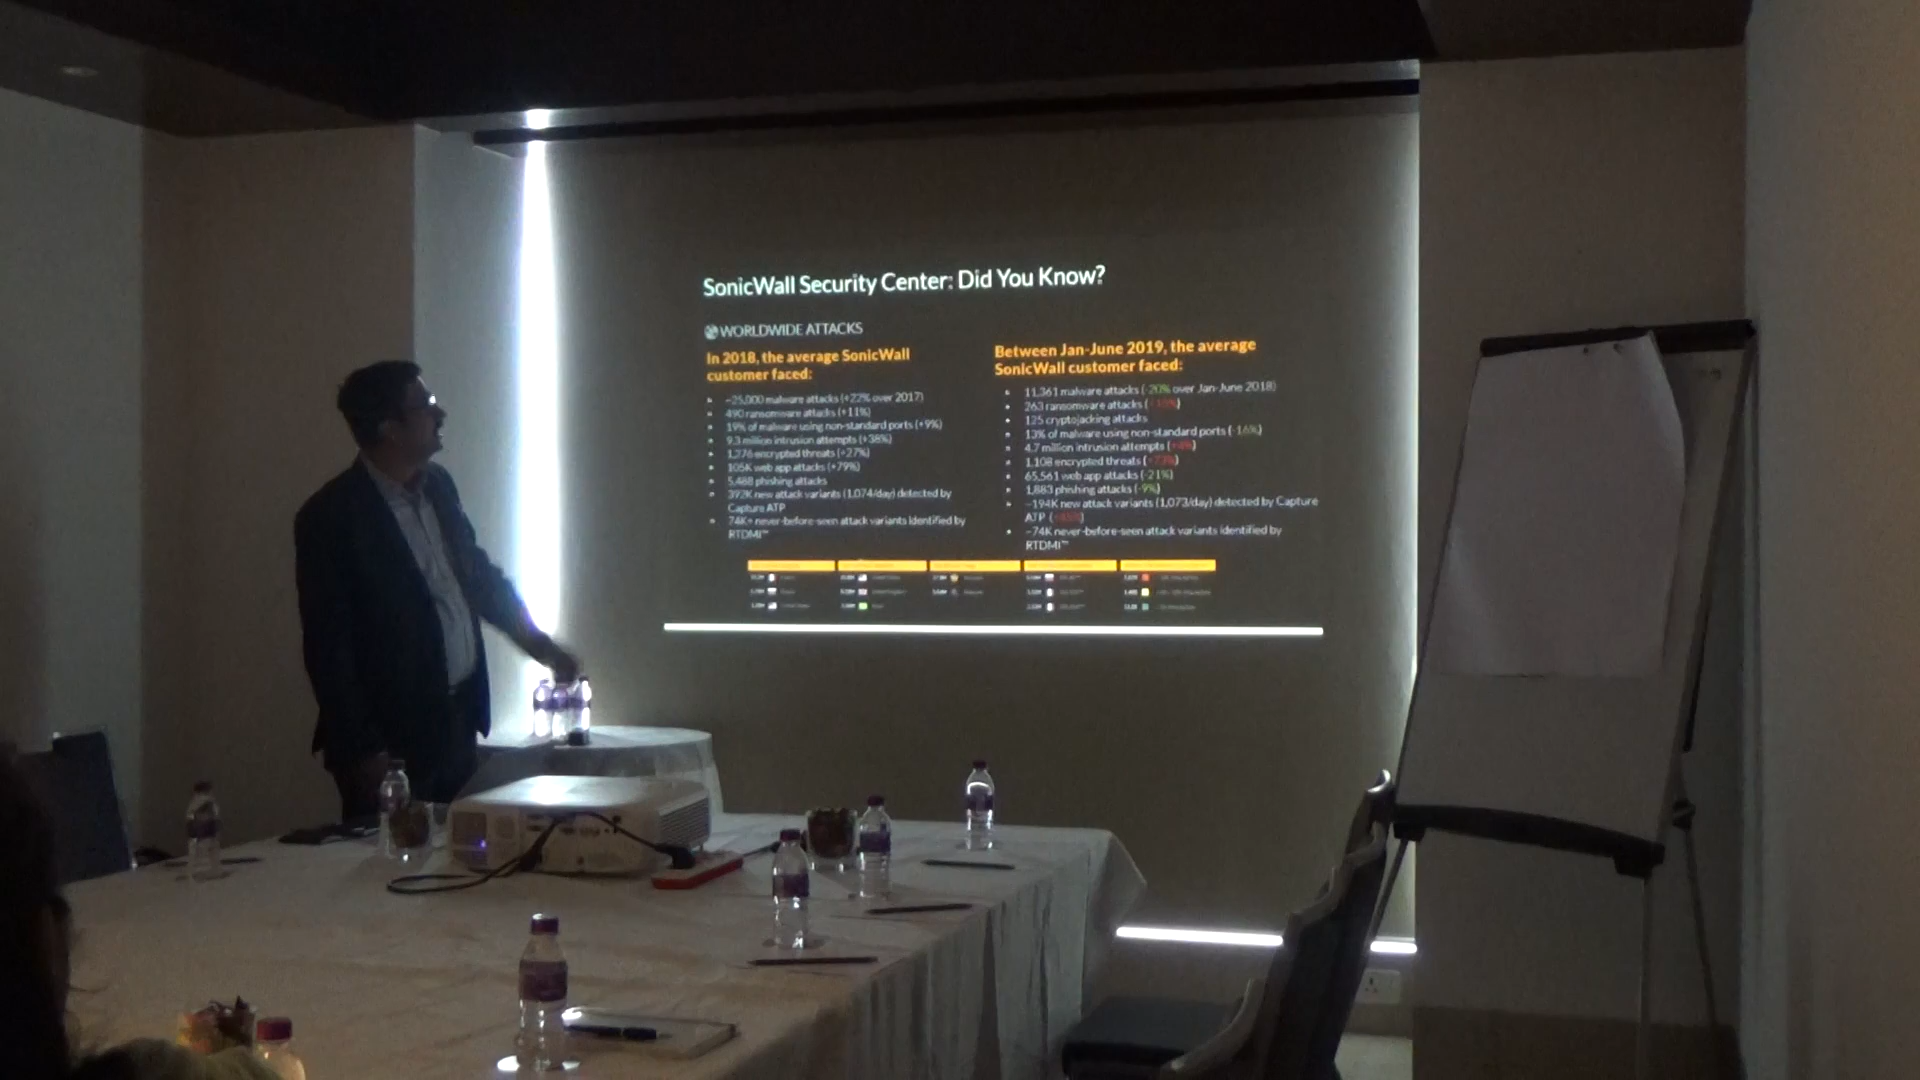 SonicWall Security Center: Did You Know?
WORLDWIDE ATTACKS
In 2018, the average SonicWall
customer faced:
~25,000 malware attacks (+22% over 2017)
490 ransomware attacks (+11%)
19% of malware using non-standard ports (+9%)
9.3 million intrusion attempts (+38%)
1,276 encrypted threats (+27%)
105K web app attacks (+79%)
5,488 phishing attacks
392K new attack variants (1,074/day) detected by
Capture ATP
74K+ never-before-seen attack variants identified by
RTDMI™
Between Jan-June 2019, the average
SonicWall customer faced:
11,361 malware attacks (-20% over Jan-June 2018)
263 ransomware attacks
125 cryptojacking attacks
13% of malware using non-standard ports (-16%)
4.7 million intrusion attempts
1,108 encrypted threats
65,561 web app attacks (-21%)
1,883 phishing attacks (-9%)
~194K new attack variants (1,073/day) detected by Capture
ATP
~74K never-before-seen attack variants identified by
RTDMI™